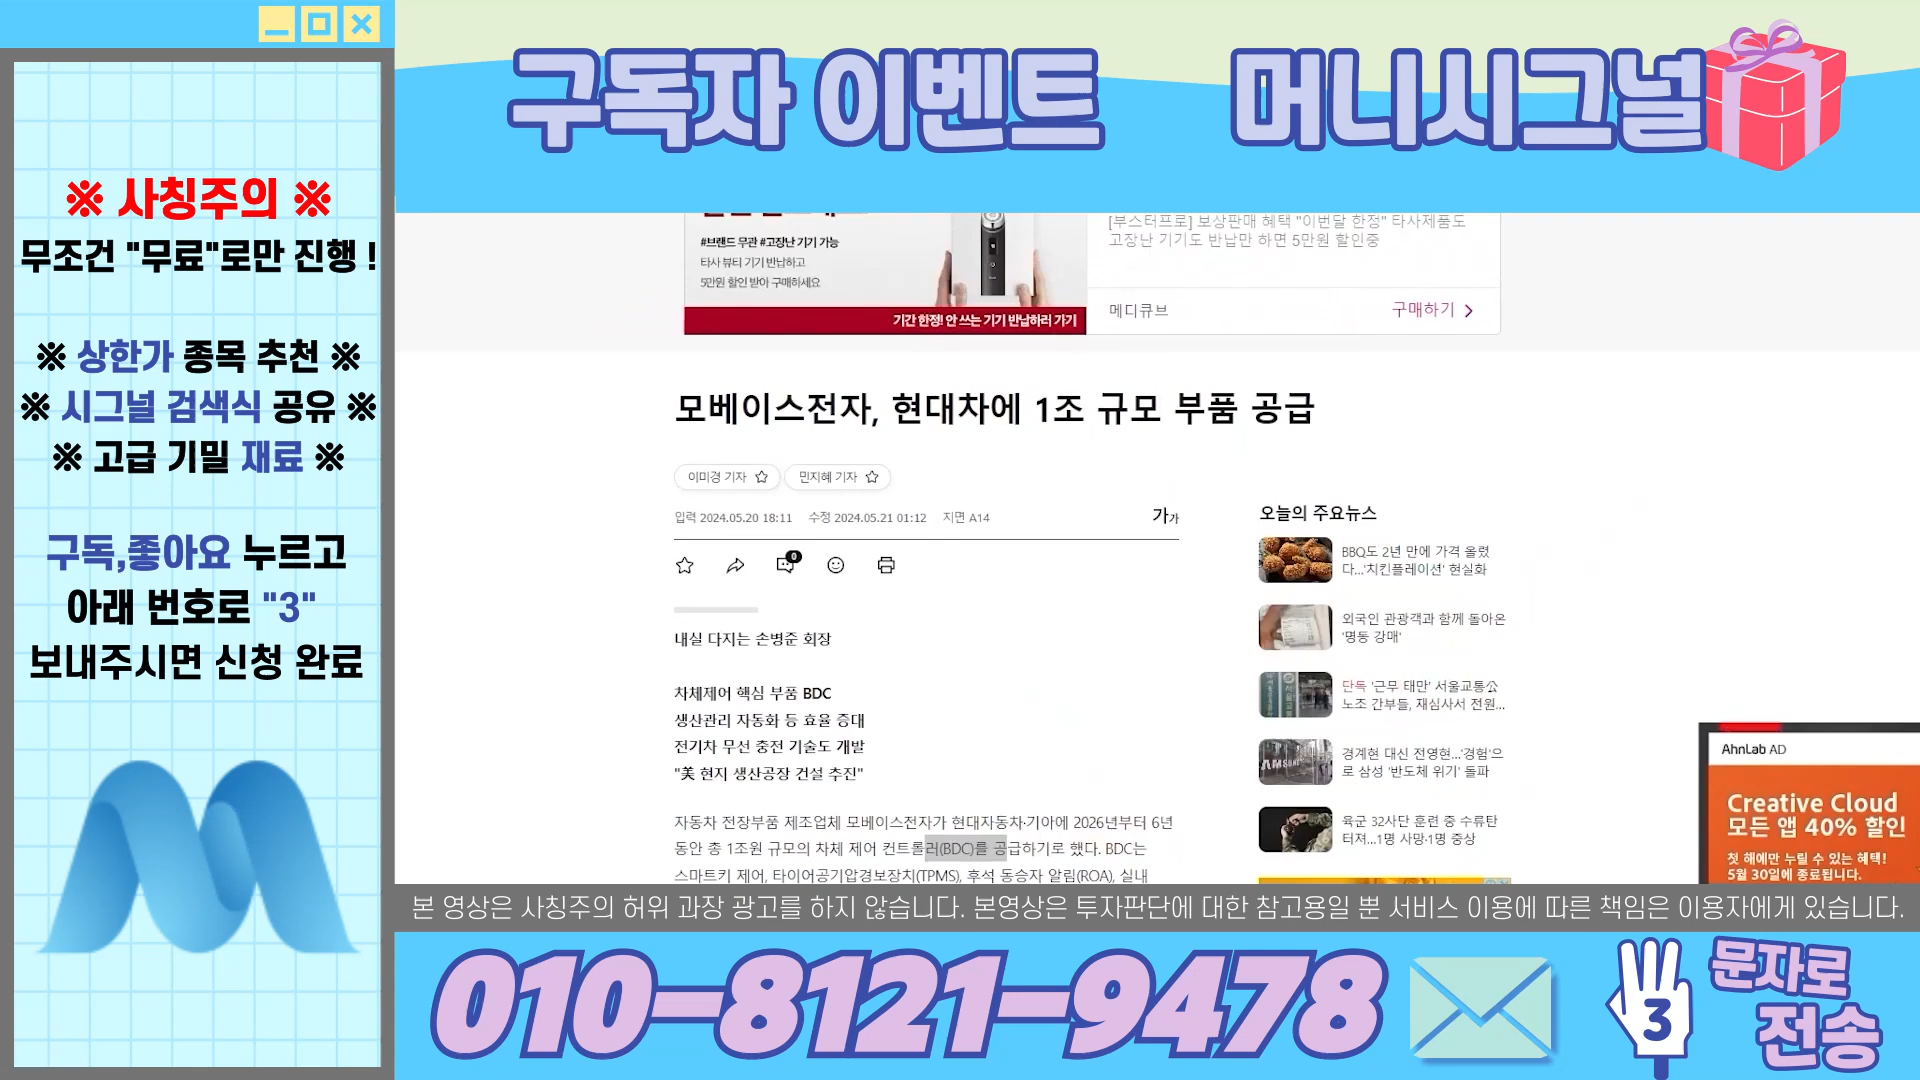 구독자 이벤트 머니시그널
※ 사칭주의 ※
무조건 "무료"로만 진행 !
※ 상한가 종목 추천 ※
※ 시그널 검색식 공유 ※
※ 고급 기밀 재료 ※
구독,좋아요 누르고
아래 번호로 "3"
보내주시면 신청 완료
#브랜드 무관 #고장난 기기 가능
타사 뷰티 기기 반납하고
5만원 할인 받아 구매하세요
기간 한정! 안 쓰는 기기 반납하러 가기
[부스터프로] 보상판매 혜택 "이번달 한정" 타사제품도
고장난 기기도 반납만 하면 5만원 할인중
메디큐브
구매하기
모베이스전자, 현대차에 1조 규모 부품 공급
이미경 기자
민지혜 기자
입력 2024.05.20 18:11 수정 2024.05.21 01:12 지면 A14
가가
0
내실 다지는 손병준 회장
차체제어 핵심 부품 BDC
생산관리 자동화 등 효율 증대
전기차 무선 충전 기술도 개발
"美 현지 생산공장 건설 추진"
자동차 전장부품 제조업체 모베이스전자가 현대자동차·기아에 2026년부터 6년
동안 총 1조원 규모의 차체 제어 컨트롤러(BDC)를 공급하기로 했다. BDC는
스마트키 제어, 타이어공기압경보장치(TPMS), 후석 동승자 알림(ROA), 실내
오늘의 주요뉴스
BBQ도 2년 만에 가격 올렸
다...'치킨플레이션' 현실화
외국인 관광객과 함께 돌아온
'명동 강매'
단독 '근무 태만' 서울교통公
노조 간부들, 재심사서 전원...
SAMSUNG
경계현 대신 전영현...'경험'으
로 삼성 '반도체 위기' 돌파
육군 32사단 훈련 중 수류탄
터져...1명 사망·1명 중상
AhnLab AD
Creative Cloud
모든 앱 40% 할인
첫 해에만 누릴 수 있는 혜택!
5월 30일에 종료됩니다.
본 영상은 사칭주의 허위 과장 광고를 하지 않습니다. 본영상은 투자판단에 대한 참고용일 뿐 서비스 이용에 따른 책임은 이용자에게 있습니다.
010-8121-9478
3
문자로
전송